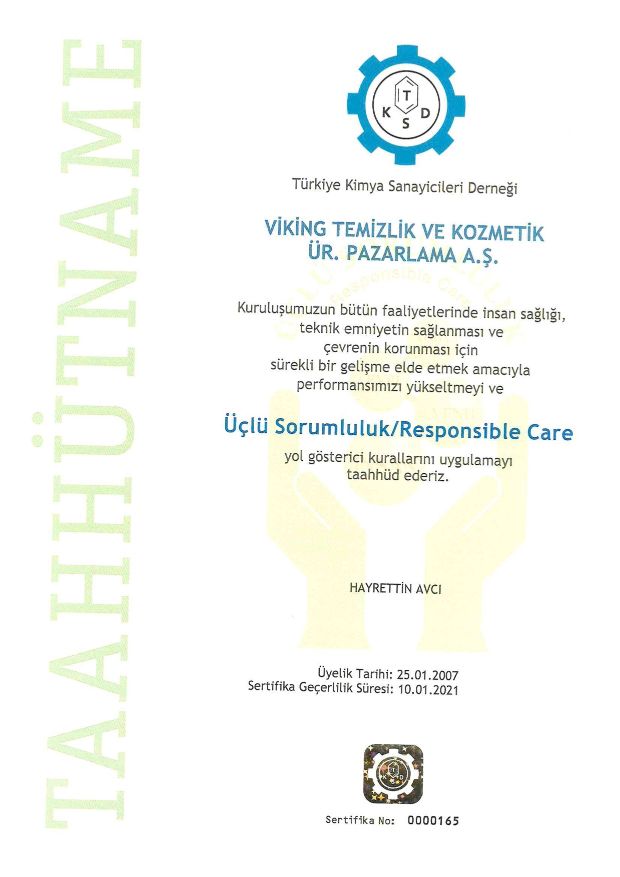 TAAHHÜTNAME
T
K D
S
Türkiye Kimya Sanayicileri Derneği
VİKİNG TEMİZLİK VE KOZMETİK
ÜR. PAZARLAMA A.Ş.
Responsible Care
Kuruluşumuzun bütün faaliyetlerinde insan sağlığı,
teknik emniyetin sağlanması ve
çevrenin korunması için
sürekli bir gelişme elde etmek amacıyla
performansımızı yükseltmeyi ve
Üçlü Sorumluluk/Responsible Care
yol gösterici kurallarını uygulamayı
taahhüd ederiz.
HAYRETTİN AVCI
Üyelik Tarihi: 25.01.2007
Sertifika Geçerlilik Süresi: 10.01.2021
T
K D
S
Sertifika No: 0000165